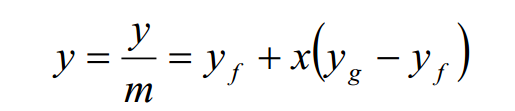 y = y/m = y_f + x(y_g − y_f)